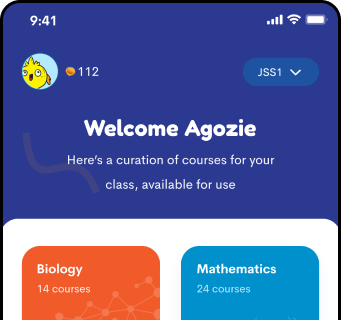 9:41
112
JSS1
Welcome Agozie
Here's a curation of courses for your
class, available for use
Biology
14 courses
Mathematics
24 courses